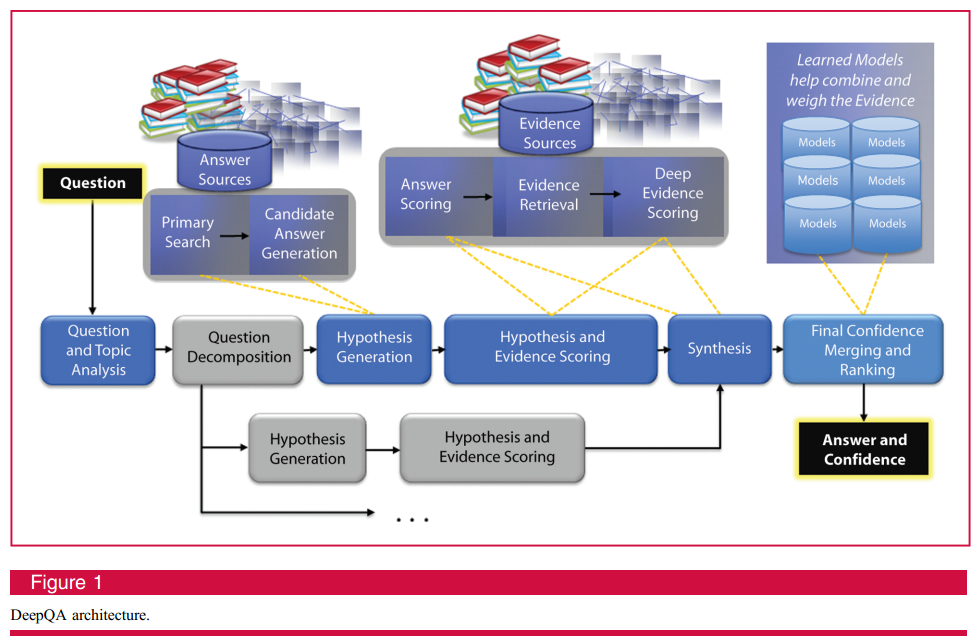 Learned Models
help combine and
weigh the Evidence
Models
Models
Models
Models
Models
Models
Answer
Sources
Evidence
Sources
Question
Primary
Search
Candidate
Answer
Generation
Answer
Scoring
Evidence
Retrieval
Deep
Evidence
Scoring
Question
and Topic
Analysis
Question
Decomposition
Hypothesis
Generation
Hypothesis and
Evidence Scoring
Synthesis
Final Confidence
Merging and
Ranking
Hypothesis
Generation
Hypothesis and
Evidence Scoring
Answer and
Confidence
. . .
Figure 1
DeepQA architecture.